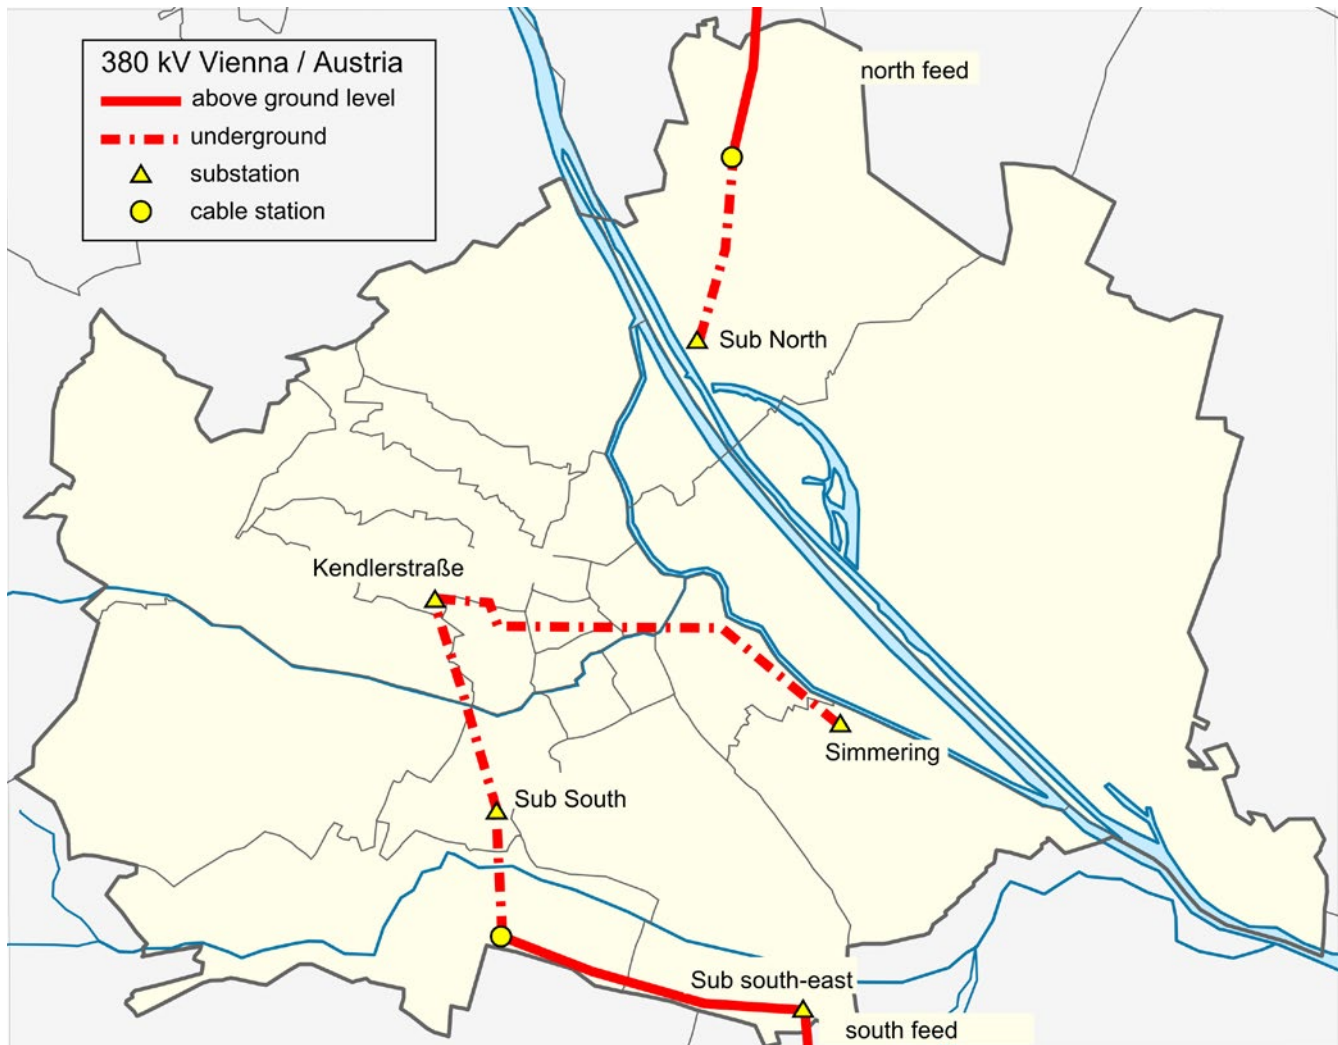 380 kV Vienna / Austria
above ground level
underground
substation
cable station
north feed
Sub North
Kendlerstraße
Simmering
Sub South
Sub south-east
south feed